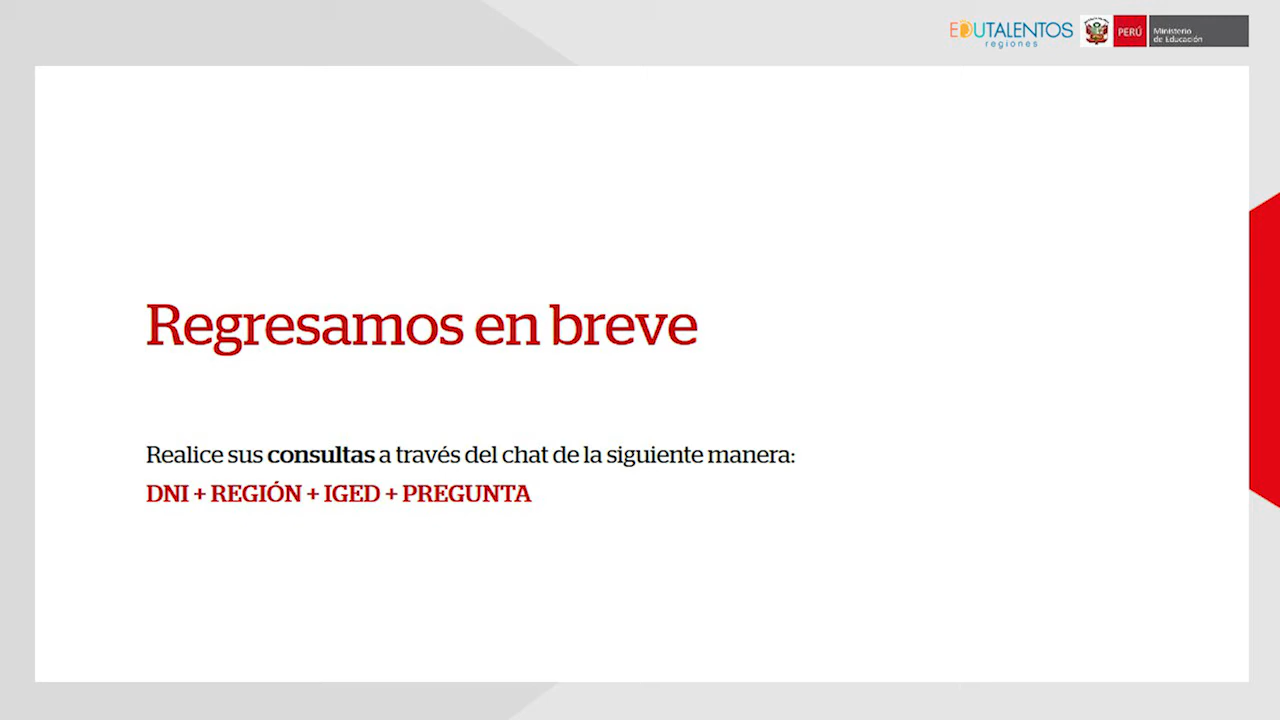 EDUTALENTOS
regiones
PERÚ
Ministerio
de Educación
Regresamos en breve
Realice sus consultas a través del chat de la siguiente manera:
DNI + REGIÓN + IGED + PREGUNTA